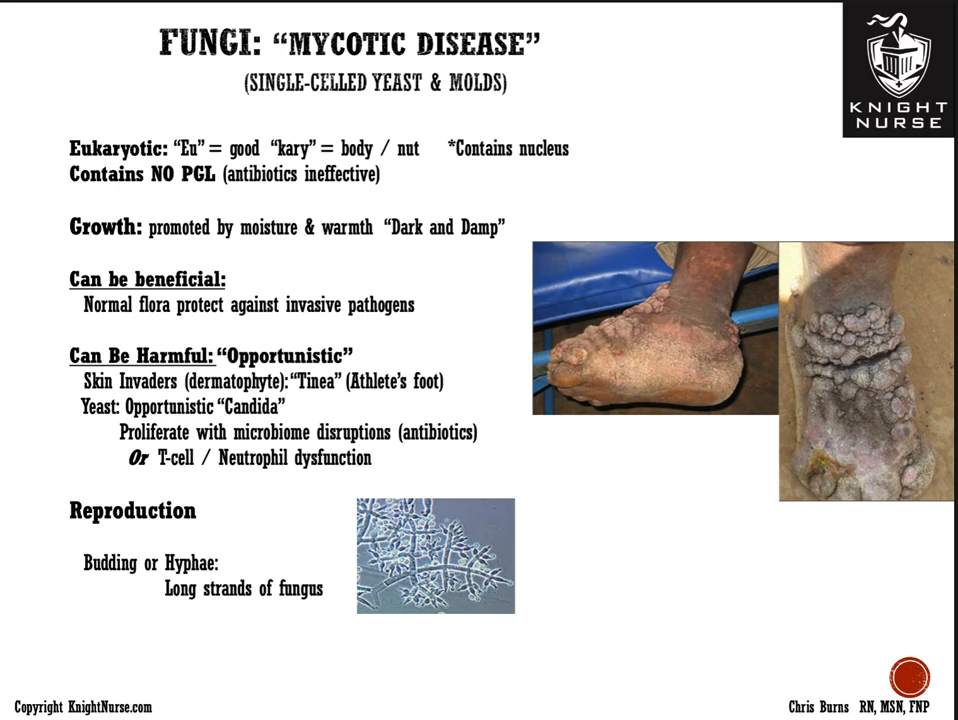 FUNGI: “MYCOTIC DISEASE”
(SINGLE-CELLED YEAST & MOLDS)
KNIGHT
NURSE
Eukaryotic: “Eu” = good “kary” = body / nut *Contains nucleus
Contains NO PGL (antibiotics ineffective)
Growth: promoted by moisture & warmth “Dark and Damp”
Can be beneficial:
Normal flora protect against invasive pathogens
Can Be Harmful: “Opportunistic”
Skin Invaders (dermatophyte): “Tinea” (Athlete’s foot)
Yeast: Opportunistic “Candida”
Proliferate with microbiome disruptions (antibiotics)
Or T-cell / Neutrophil dysfunction
Reproduction
Budding or Hyphae:
Long strands of fungus
Copyright KnightNurse.com
Chris Burns RN, MSN, FNP